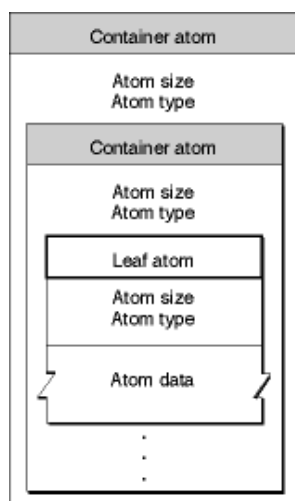 Container atom
Atom size
Atom type
Container atom
Atom size
Atom type
Leaf atom
Atom size
Atom type
Atom data
.
.
.